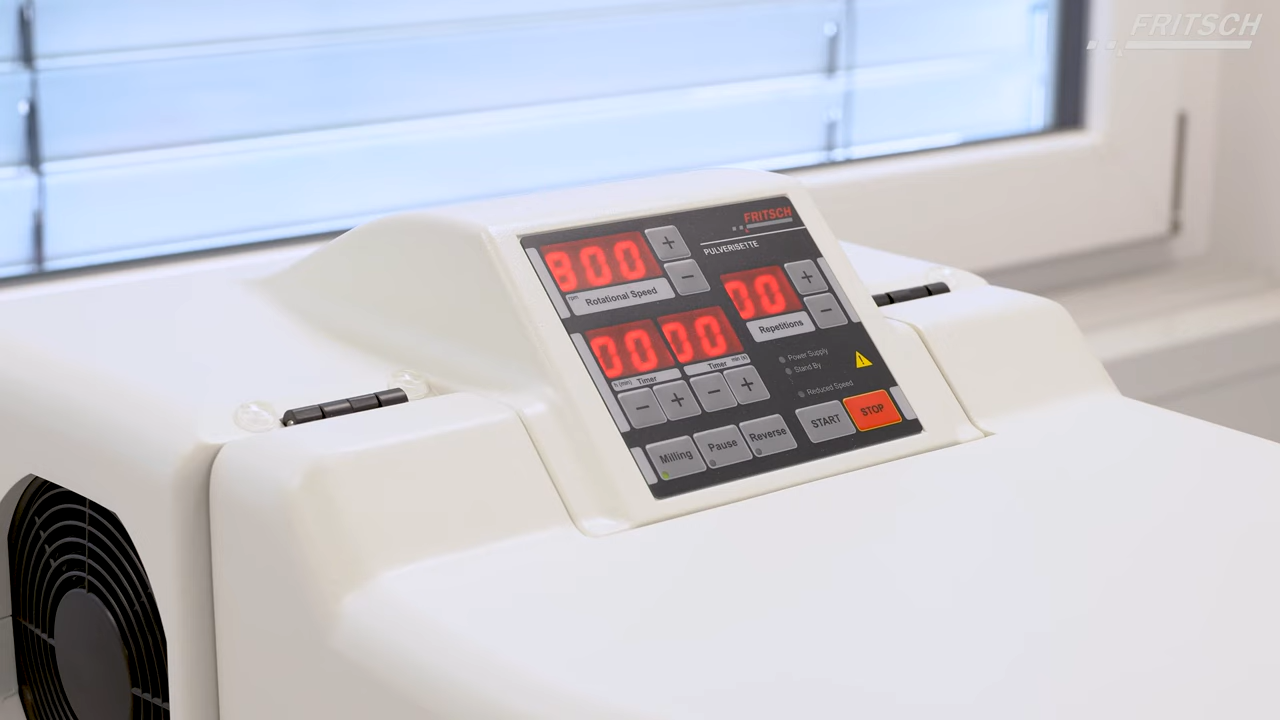 FRITSCH
FRITSCH
PULVERISETTE
300
rpm
Rotational Speed
00
Repetitions
00 00
h (min) Timer
Timer min (s)
Power Supply
Stand By
Reduced Speed
Milling
Pause
Reverse
START
STOP